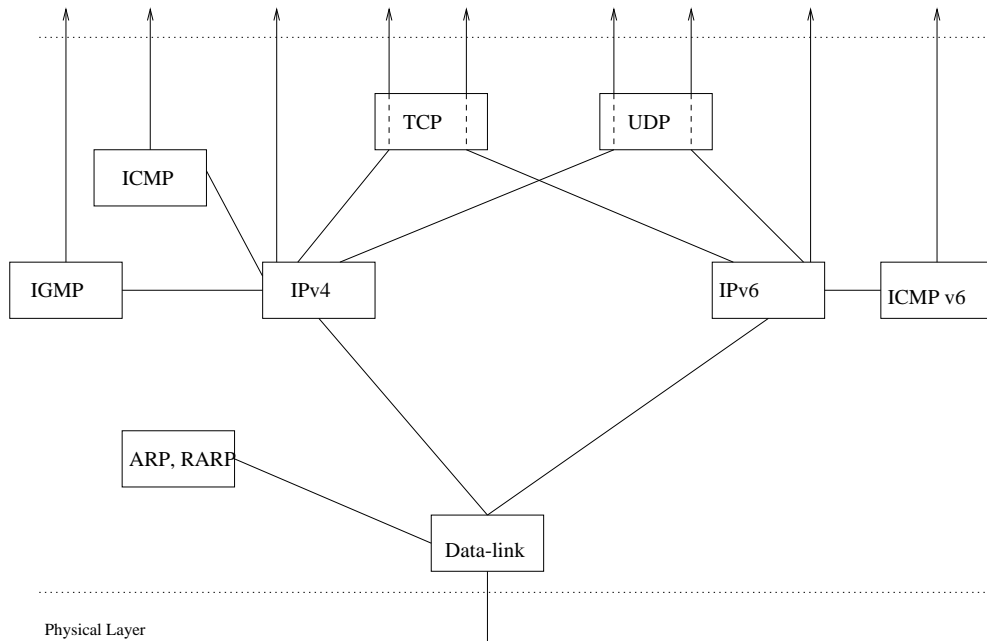 TCP
UDP
ICMP
IGMP
IPv4
IPv6
ICMP v6
ARP, RARP
Data-link
Physical Layer